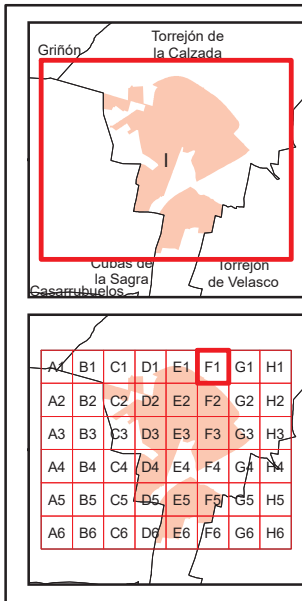 Torrejón de
la Calzada
Griñón
I
Cubas de
la Sagra
Torrejón
de Velasco
Casarrubuelos
A1 B1 C1 D1 E1 F1 G1 H1
A2 B2 C2 D2 E2 F2 G2 H2
A3 B3 C3 D3 E3 F3 G3 H3
A4 B4 C4 D4 E4 F4 G4 H4
A5 B5 C5 D5 E5 F5 G5 H5
A6 B6 C6 D6 E6 F6 G6 H6